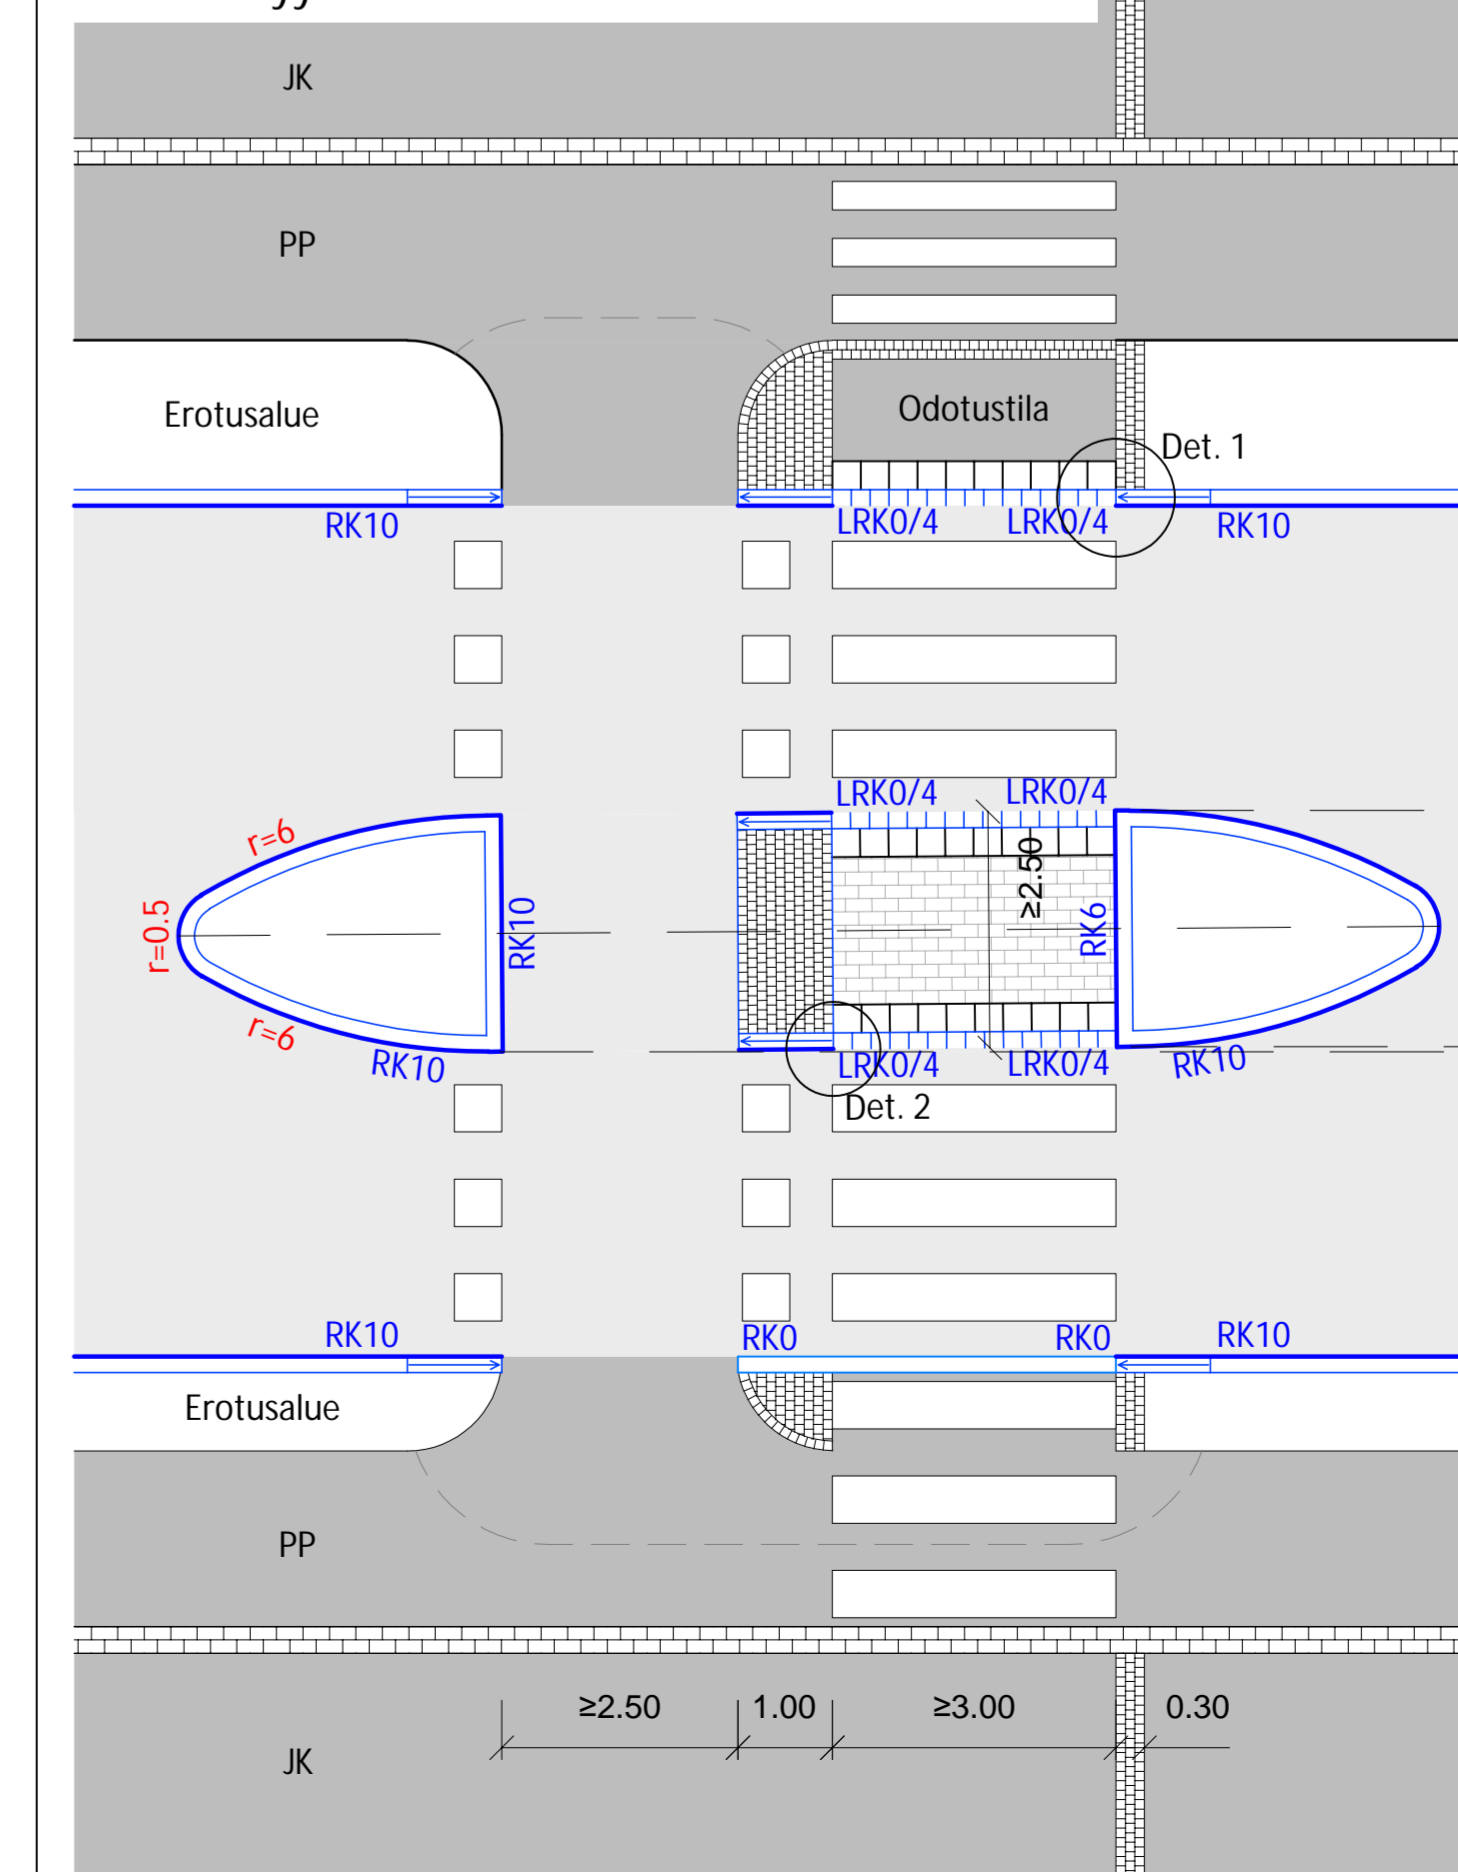 JK
PP
Erotusalue
Odotustila
Det. 1
RK10
LRK0/4
LRK0/4
RK10
LRK0/4
LRK0/4
r=6
≥2.50
r=0.5
RK10
RK6
r=6
RK10
LRK0/4
LRK0/4
RK10
Det. 2
RK10
RK0
RK0
RK10
Erotusalue
PP
≥2.50
1.00
≥3.00
0.30
JK